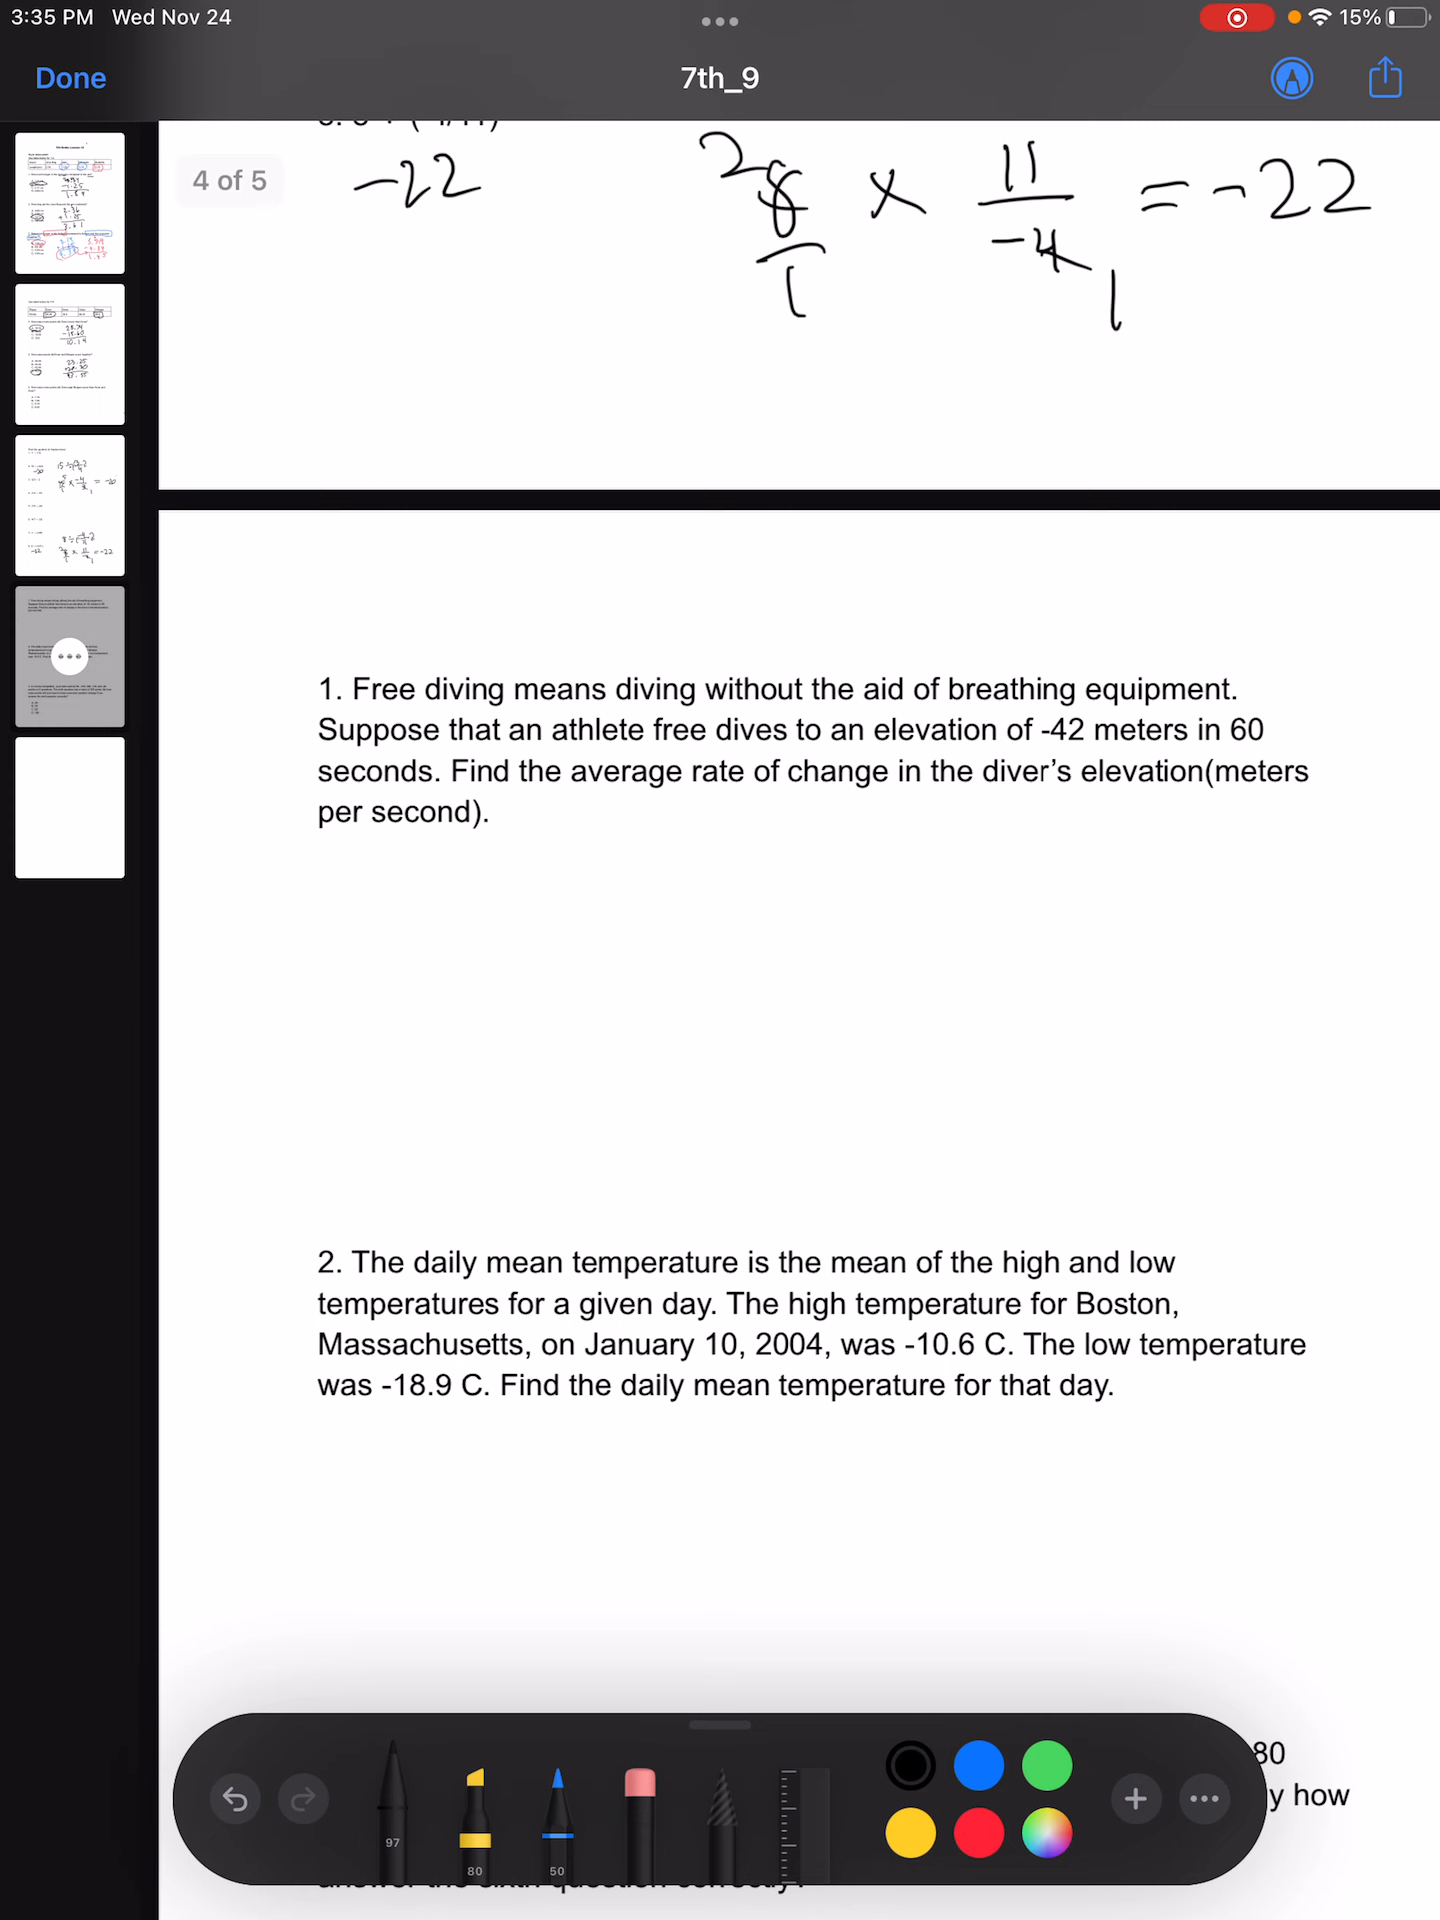 3:35 PM Wed Nov 24
15%
Done
7th_9
4 of 5
-22
2 8/1 × 11/-4 1 = -22
1. Free diving means diving without the aid of breathing equipment.
Suppose that an athlete free dives to an elevation of -42 meters in 60
seconds. Find the average rate of change in the diver’s elevation(meters
per second).
2. The daily mean temperature is the mean of the high and low
temperatures for a given day. The high temperature for Boston,
Massachusetts, on January 10, 2004, was -10.6 C. The low temperature
was -18.9 C. Find the daily mean temperature for that day.
80
y how
97
80
50